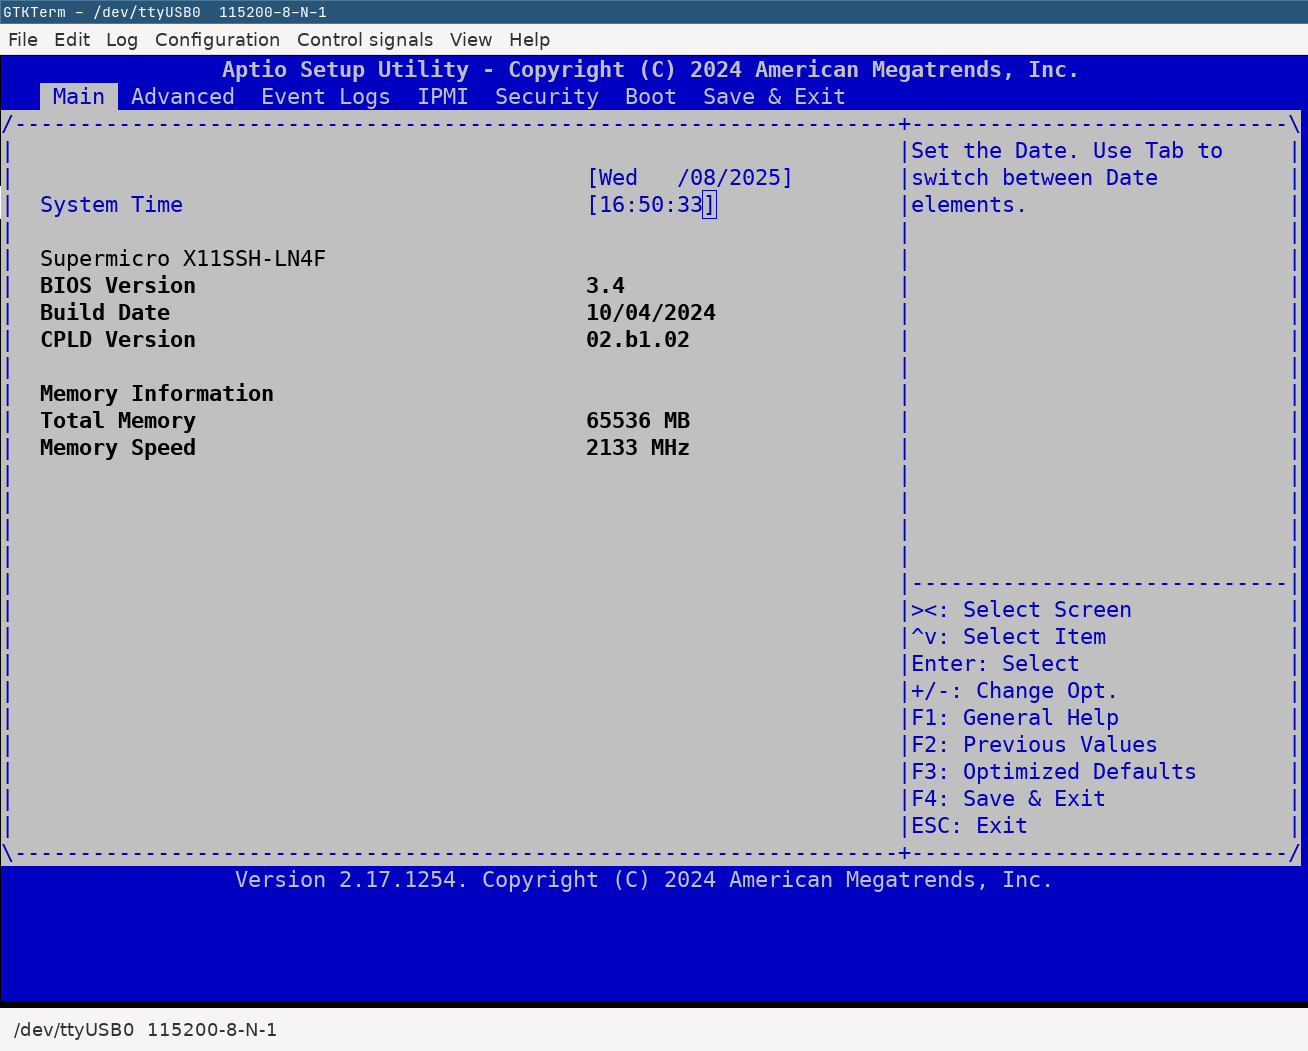 GTKTerm – /dev/ttyUSB0  115200-8-N-1
File  Edit  Log  Configuration  Control signals  View  Help
Aptio Setup Utility - Copyright (C) 2024 American Megatrends, Inc.
Main  Advanced  Event Logs  IPMI  Security  Boot  Save & Exit
/--------------------------------------------------------------------+-----------------------------\
Set the Date. Use Tab to
[Wed   /08/2025]  switch between Date
System Time  [16:50:33]  elements.
Supermicro X11SSH-LN4F
BIOS Version  3.4
Build Date  10/04/2024
CPLD Version  02.b1.02
Memory Information
Total Memory  65536 MB
Memory Speed  2133 MHz
><: Select Screen
^v: Select Item
Enter: Select
+/-: Change Opt.
F1: General Help
F2: Previous Values
F3: Optimized Defaults
F4: Save & Exit
ESC: Exit
\--------------------------------------------------------------------+-----------------------------/
Version 2.17.1254. Copyright (C) 2024 American Megatrends, Inc.
/dev/ttyUSB0  115200-8-N-1